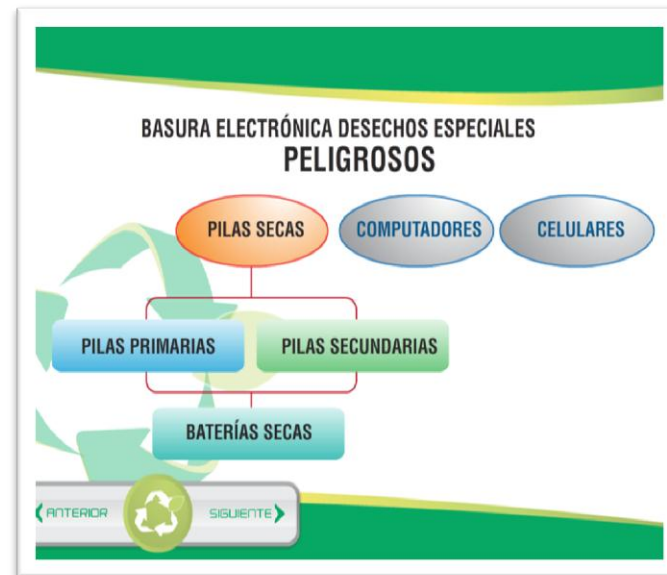 BASURA ELECTRÓNICA DESECHOS ESPECIALES
PELIGROSOS
PILAS SECAS
COMPUTADORES
CELULARES
PILAS PRIMARIAS
PILAS SECUNDARIAS
BATERÍAS SECAS
ANTERIOR
SIGUIENTE